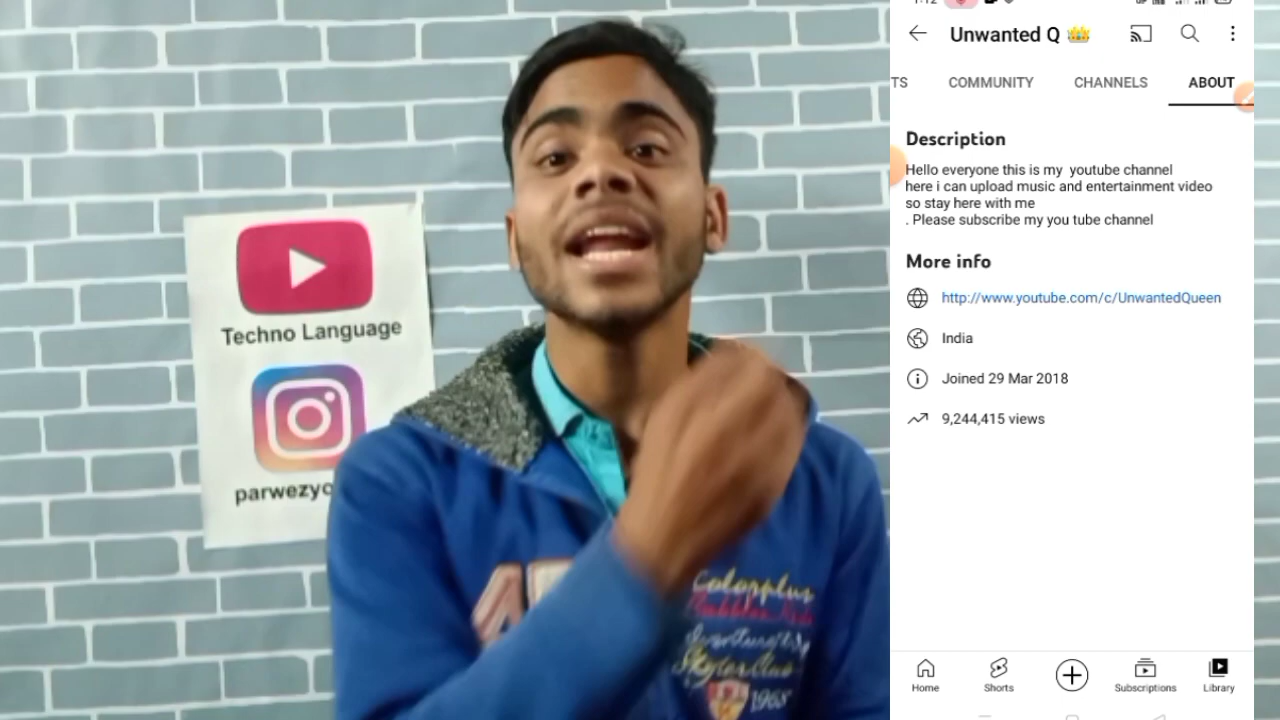 Techno Language
Colorplus
1968
Unwanted Q 👑
TS COMMUNITY CHANNELS ABOUT
Description
Hello everyone this is my youtube channel
here i can upload music and entertainment video
so stay here with me
. Please subscribe my you tube channel
More info
http://www.youtube.com/c/UnwantedQueen
India
Joined 29 Mar 2018
9,244,415 views
Home Shorts Subscriptions Library